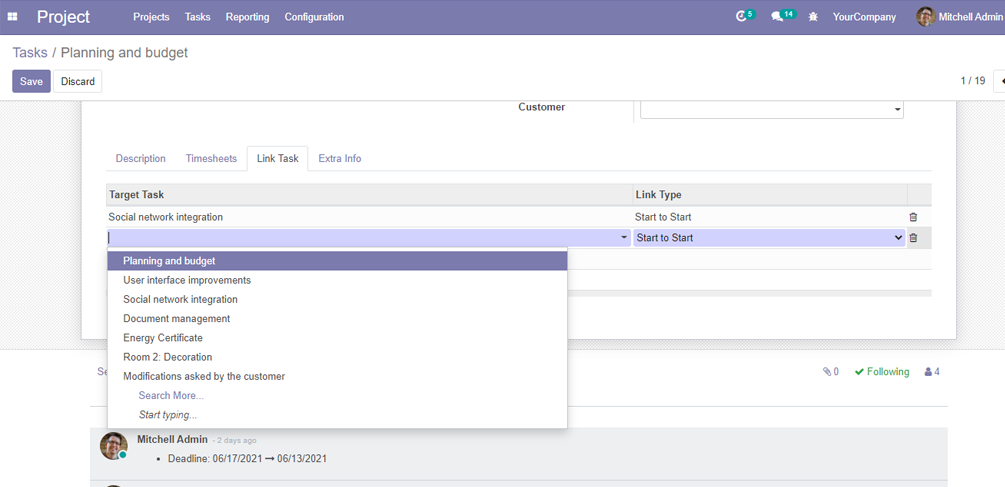 Project Projects Tasks Reporting Configuration 5 14 YourCompany Mitchell Admin
Tasks / Planning and budget
Save Discard 1 / 19
Customer
Description Timesheets Link Task Extra Info
Target Task Link Type
Social network integration Start to Start
Start to Start
Planning and budget
User interface improvements
Social network integration
Document management
Energy Certificate
Room 2: Decoration
Modifications asked by the customer
Search More...
Start typing...
Se 0 Following 4
Mitchell Admin - 2 days ago
• Deadline: 06/17/2021 → 06/13/2021